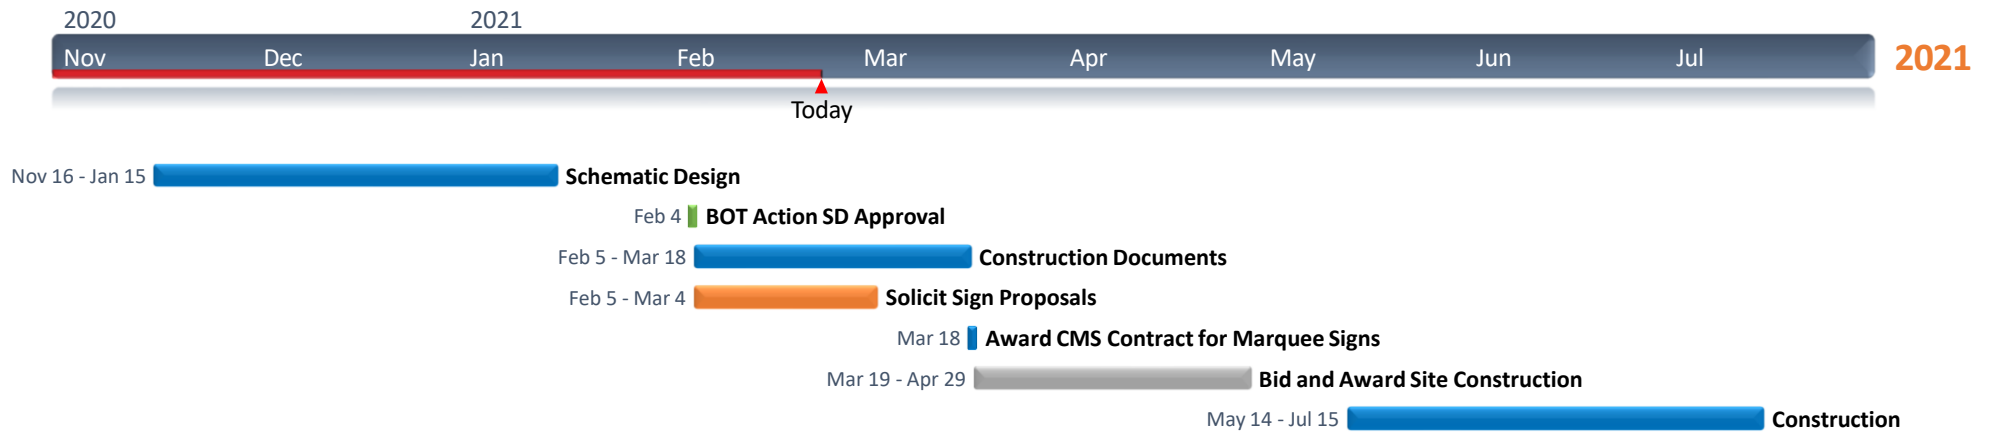 2020 2021
Nov Dec Jan Feb Mar Apr May Jun Jul 2021
Today
Nov 16 - Jan 15 Schematic Design
Feb 4 BOT Action SD Approval
Feb 5 - Mar 18 Construction Documents
Feb 5 - Mar 4 Solicit Sign Proposals
Mar 18 Award CMS Contract for Marquee Signs
Mar 19 - Apr 29 Bid and Award Site Construction
May 14 - Jul 15 Construction